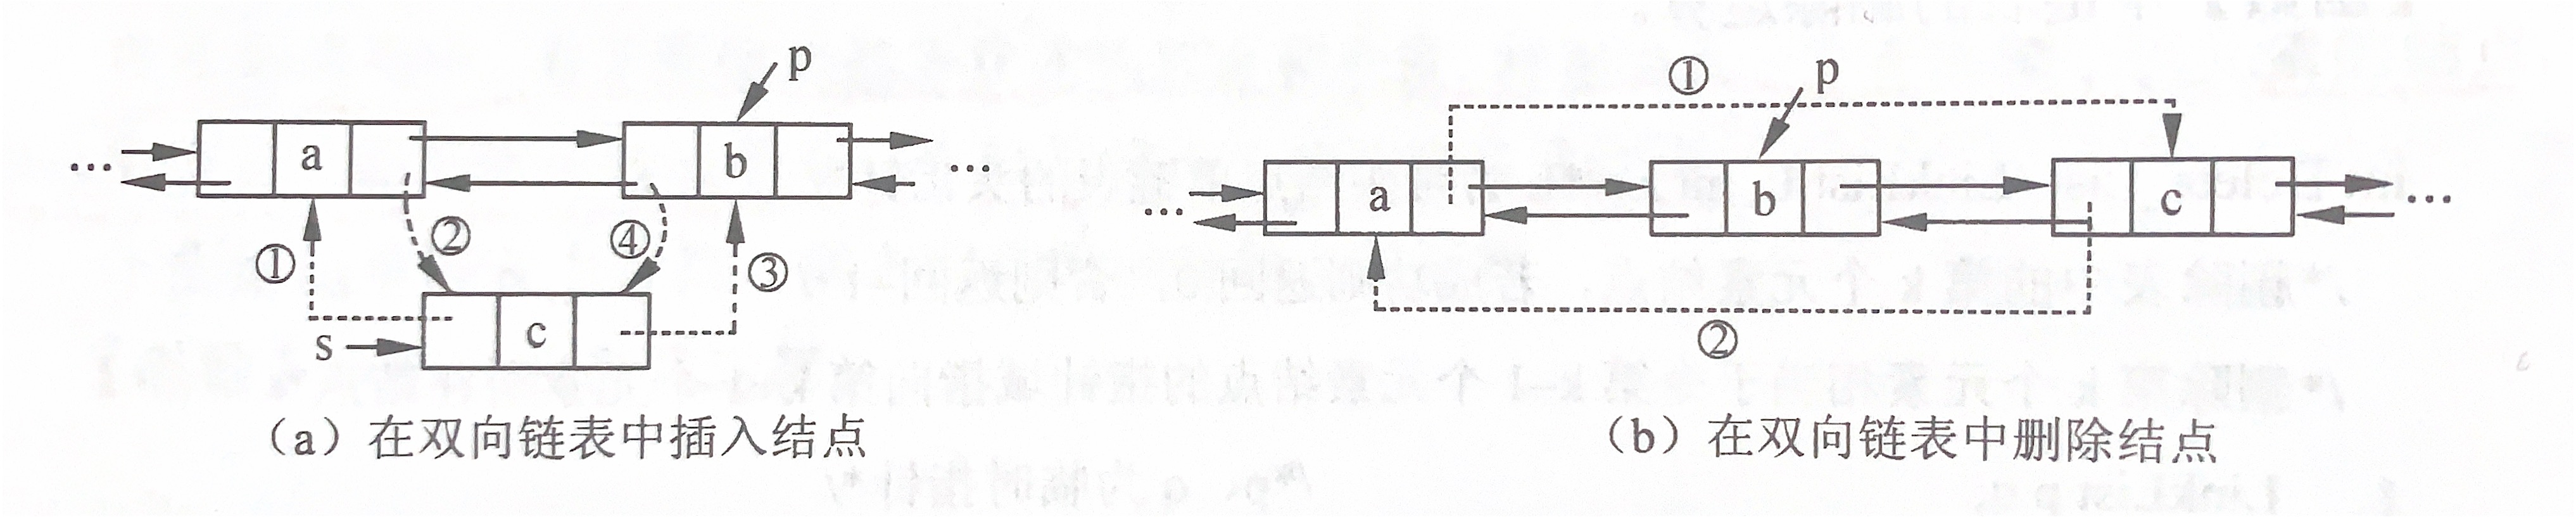 p
① p
… a b … … a b c …
② ④
① ③
s c ②
（a）在双向链表中插入结点 （b）在双向链表中删除结点